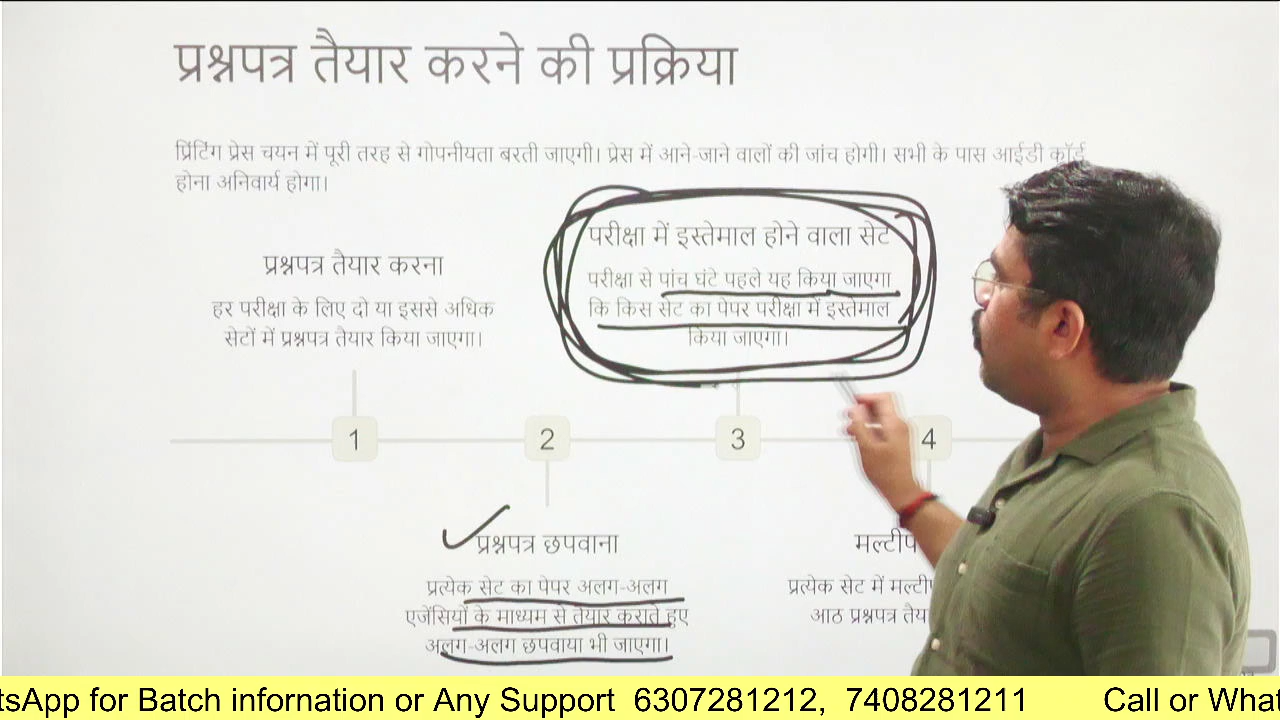 प्रश्नपत्र तैयार करने की प्रक्रिया
प्रिंटिंग प्रेस चयन में पूरी तरह से गोपनीयता बरती जाएगी। प्रेस में आने-जाने वालों की जांच होगी। सभी के पास आईडी कॉर्ड
होना अनिवार्य होगा।
प्रश्नपत्र तैयार करना
हर परीक्षा के लिए दो या इससे अधिक
सेटों में प्रश्नपत्र तैयार किया जाएगा।
परीक्षा में इस्तेमाल होने वाला सेट
परीक्षा से पांच घंटे पहले यह किया जाएगा
कि किस सेट का पेपर परीक्षा में इस्तेमाल
किया जाएगा।
1
2
3
4
प्रश्नपत्र छपवाना
प्रत्येक सेट का पेपर अलग-अलग
एजेंसियों के माध्यम से तैयार कराते हुए
अलग-अलग छपवाया भी जाएगा।
प्रत्येक सेट में
आठ प्रश्नपत्र
tsApp for Batch infornation or Any Support 6307281212, 7408281211 Call or What